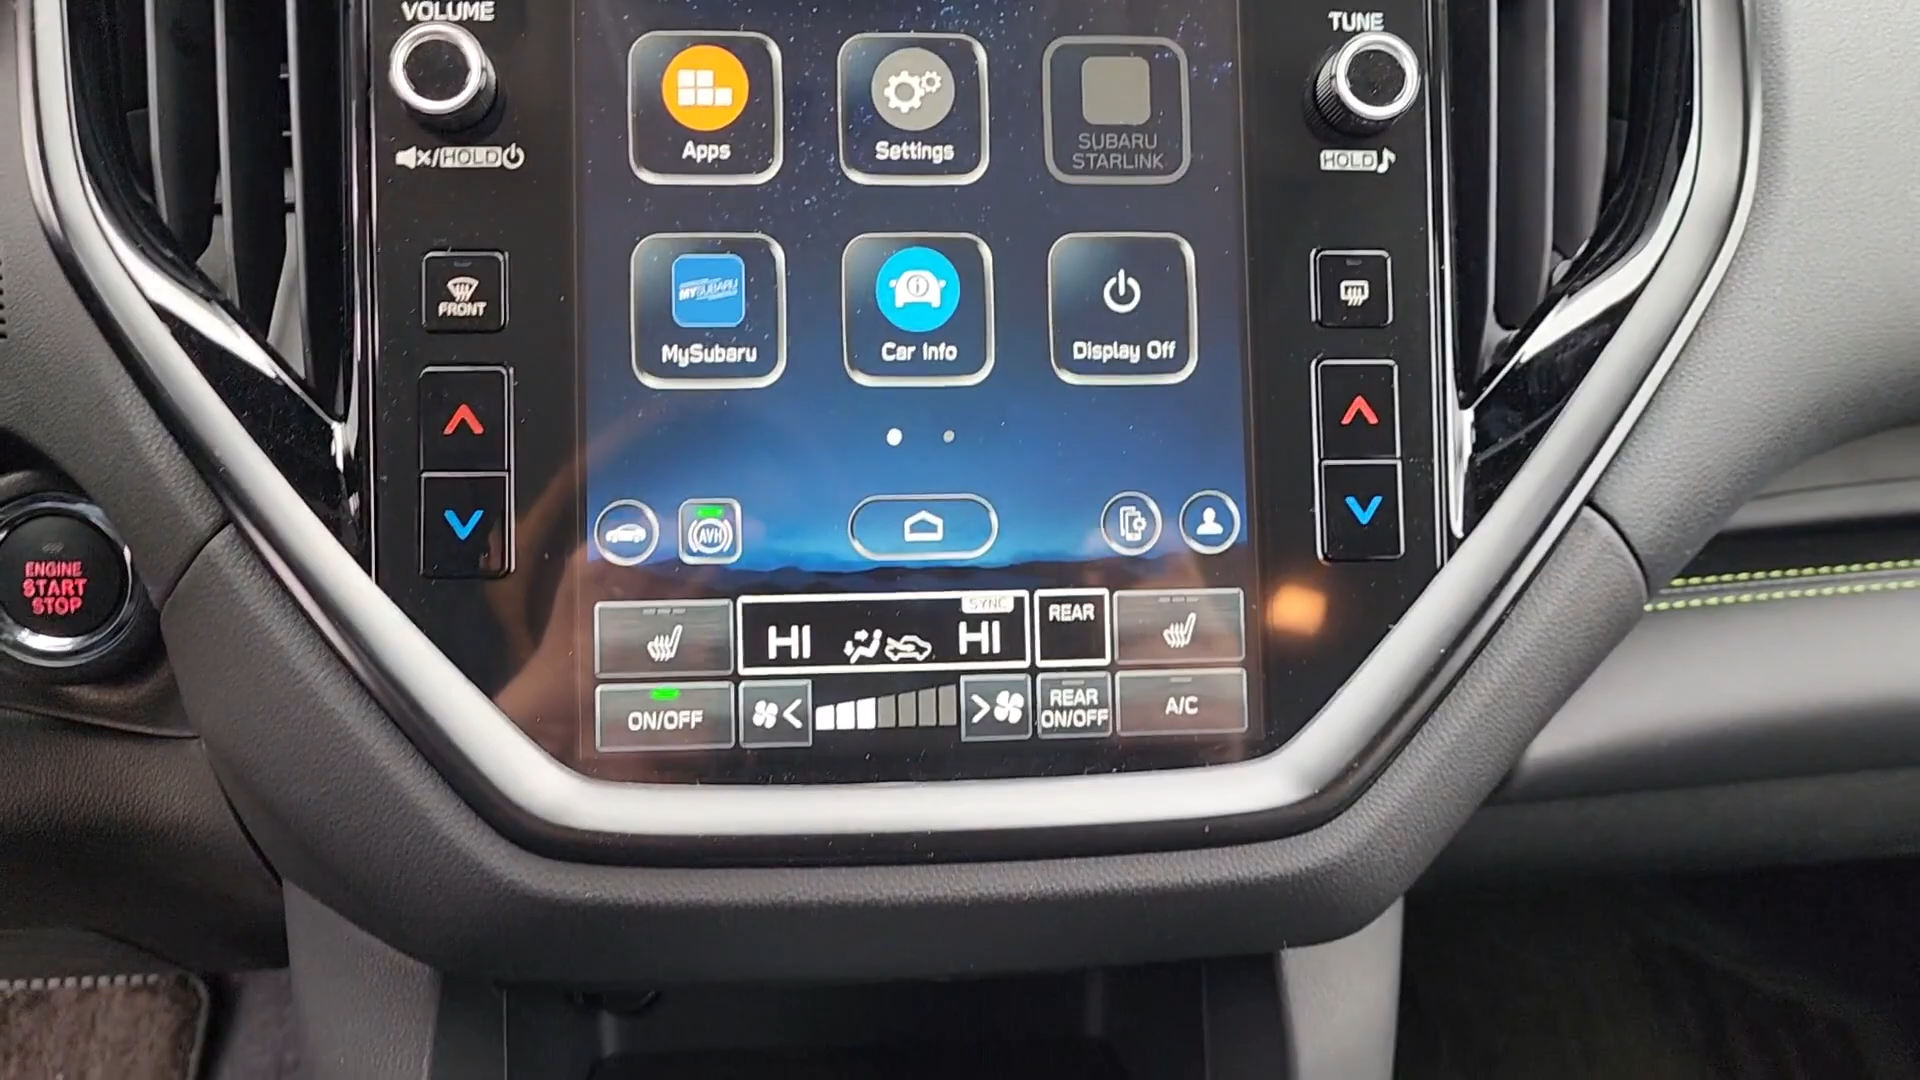 VOLUME
TUNE
Apps
Settings
SUBARU
STARLINK
HOLD
HOLD
FRONT
MYSUBARU
MySubaru
Car Info
Display Off
AVH
ENGINE
START
STOP
SYNC
HI
HI
REAR
ON/OFF
REAR
ON/OFF
A/C